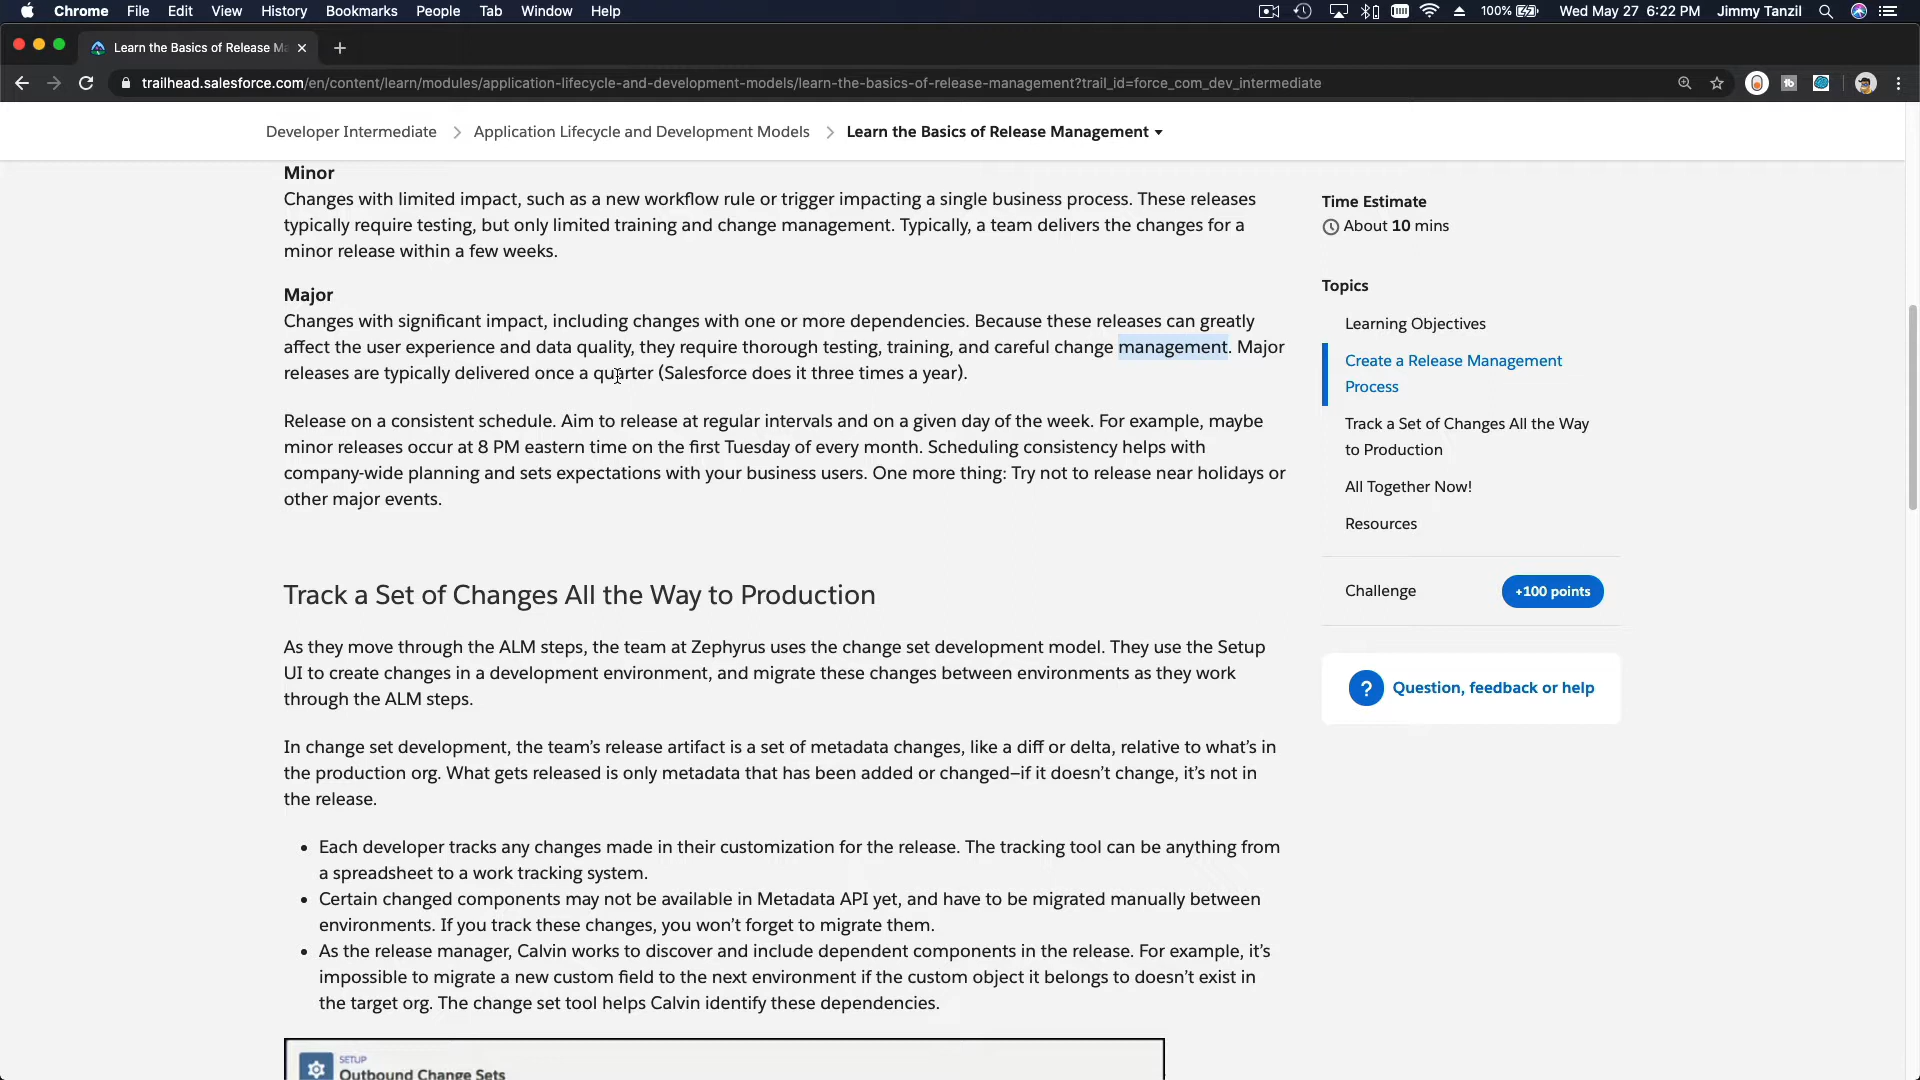 Chrome File Edit View History Bookmarks People Tab Window Help 100% Wed May 27 6:22 PM Jimmy Tanzil
Learn the Basics of Release Ma
trailhead.salesforce.com/en/content/learn/modules/application-lifecycle-and-development-models/learn-the-basics-of-release-management?trail_id=force_com_dev_intermediate
Developer Intermediate > Application Lifecycle and Development Models > Learn the Basics of Release Management
Minor
Changes with limited impact, such as a new workflow rule or trigger impacting a single business process. These releases
typically require testing, but only limited training and change management. Typically, a team delivers the changes for a
minor release within a few weeks.
Major
Changes with significant impact, including changes with one or more dependencies. Because these releases can greatly
affect the user experience and data quality, they require thorough testing, training, and careful change management. Major
releases are typically delivered once a quarter (Salesforce does it three times a year).
Release on a consistent schedule. Aim to release at regular intervals and on a given day of the week. For example, maybe
minor releases occur at 8 PM eastern time on the first Tuesday of every month. Scheduling consistency helps with
company-wide planning and sets expectations with your business users. One more thing: Try not to release near holidays or
other major events.
Track a Set of Changes All the Way to Production
As they move through the ALM steps, the team at Zephyrus uses the change set development model. They use the Setup
UI to create changes in a development environment, and migrate these changes between environments as they work
through the ALM steps.
In change set development, the team’s release artifact is a set of metadata changes, like a diff or delta, relative to what’s in
the production org. What gets released is only metadata that has been added or changed—if it doesn’t change, it’s not in
the release.
• Each developer tracks any changes made in their customization for the release. The tracking tool can be anything from
a spreadsheet to a work tracking system.
• Certain changed components may not be available in Metadata API yet, and have to be migrated manually between
environments. If you track these changes, you won’t forget to migrate them.
• As the release manager, Calvin works to discover and include dependent components in the release. For example, it’s
impossible to migrate a new custom field to the next environment if the custom object it belongs to doesn’t exist in
the target org. The change set tool helps Calvin identify these dependencies.
SETUP
Outbound Change Sets
Time Estimate
About 10 mins
Topics
Learning Objectives
Create a Release Management
Process
Track a Set of Changes All the Way
to Production
All Together Now!
Resources
Challenge +100 points
? Question, feedback or help